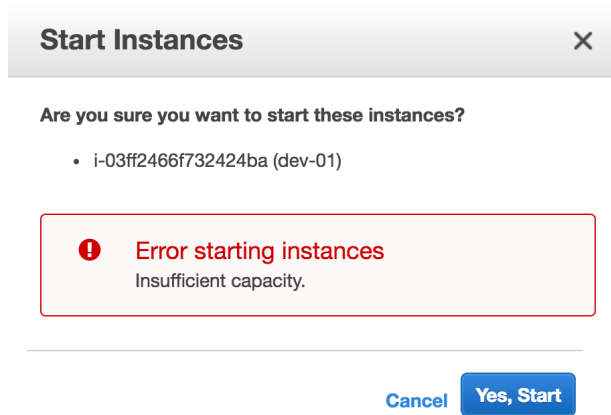 Start Instances
Are you sure you want to start these instances?
• i-03ff2466f732424ba (dev-01)
Error starting instances
Insufficient capacity.
Cancel
Yes, Start